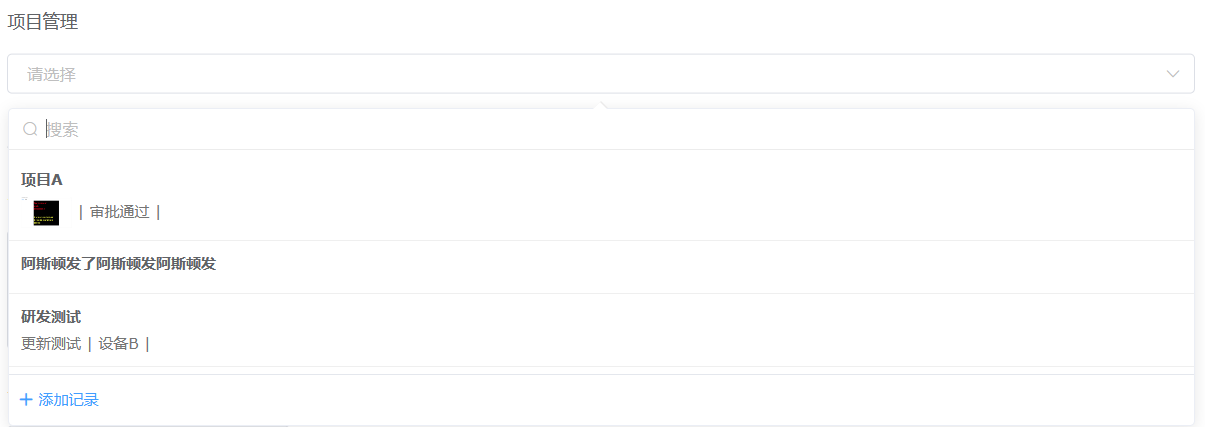 项目管理
请选择
搜索
项目A
| 审批通过 |
阿斯顿发了阿斯顿发阿斯顿发
研发测试
更新测试 | 设备B |
+ 添加记录